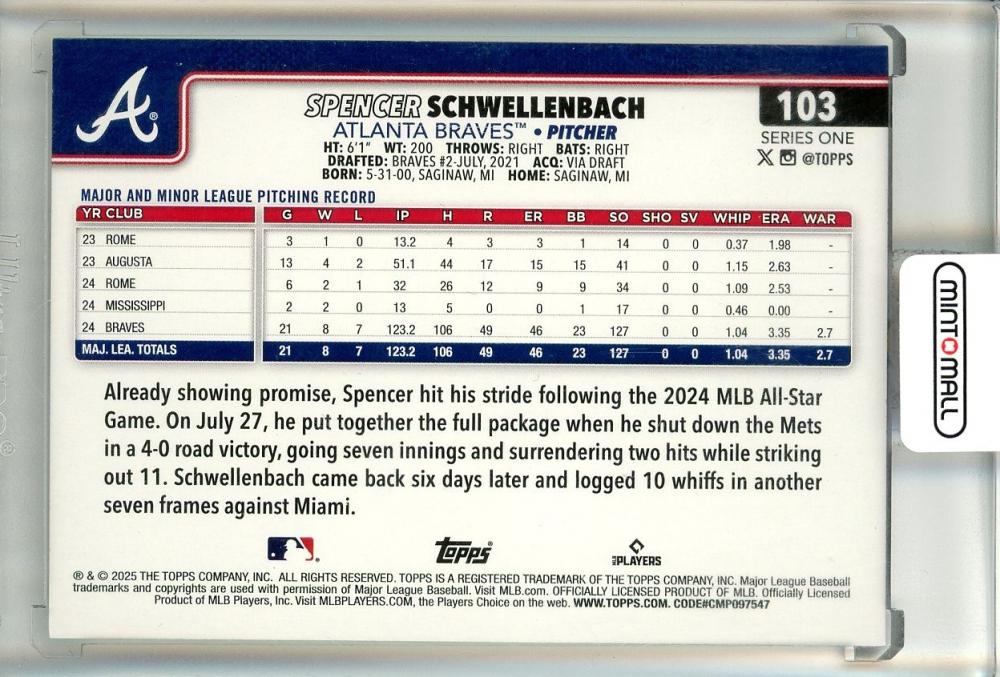 A®
SPENCER SCHWELLENBACH
ATLANTA BRAVES™ • PITCHER
HT: 6'1" WT: 200 THROWS: RIGHT BATS: RIGHT
DRAFTED: BRAVES #2-JULY, 2021 ACQ: VIA DRAFT
BORN: 5-31-00, SAGINAW, MI HOME: SAGINAW, MI
103
SERIES ONE
X @TOPPS
MAJOR AND MINOR LEAGUE PITCHING RECORD
YR CLUB G W L IP H R ER BB SO SHO SV WHIP ERA WAR
23 ROME 3 1 0 13.2 4 3 3 1 14 0 0 0.37 1.98 -
23 AUGUSTA 13 4 2 51.1 44 17 15 15 41 0 0 1.15 2.63 -
24 ROME 6 2 1 32 26 12 9 9 34 0 0 1.09 2.53 -
24 MISSISSIPPI 2 2 0 13 5 0 0 1 17 0 0 0.46 0.00 -
24 BRAVES 21 8 7 123.2 106 49 46 23 127 0 0 1.04 3.35 2.7
MAJ. LEA. TOTALS 21 8 7 123.2 106 49 46 23 127 0 0 1.04 3.35 2.7
Already showing promise, Spencer hit his stride following the 2024 MLB All-Star
Game. On July 27, he put together the full package when he shut down the Mets
in a 4-0 road victory, going seven innings and surrendering two hits while striking
out 11. Schwellenbach came back six days later and logged 10 whiffs in another
seven frames against Miami.
Topps®
MLB PLAYERS
® & © 2025 THE TOPPS COMPANY, INC. ALL RIGHTS RESERVED. TOPPS IS A REGISTERED TRADEMARK OF THE TOPPS COMPANY, INC. Major League Baseball
trademarks and copyrights are used with permission of Major League Baseball. Visit MLB.com. OFFICIALLY LICENSED PRODUCT OF MLB. Officially Licensed
Product of MLB Players, Inc. Visit MLBPLAYERS.COM, the Players Choice on the web. WWW.TOPPS.COM. CODE#CMP097547
MINTOMALL